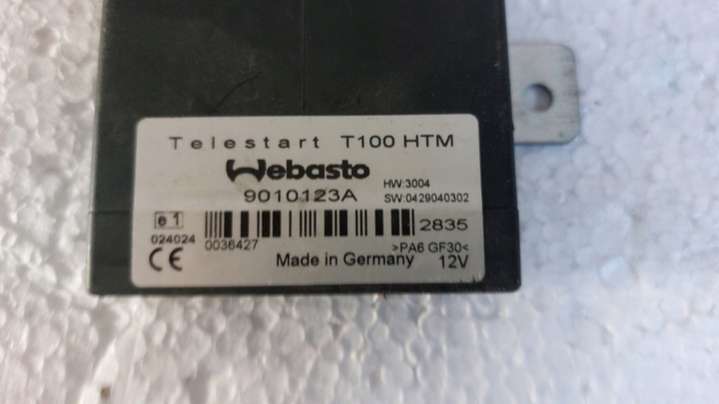 Telestart T100 HTM
Webasto
9010123A
HW:3004
SW:0429040302
e1
024024
0036427
2835
>PA6 GF30<
CE
Made in Germany
12V